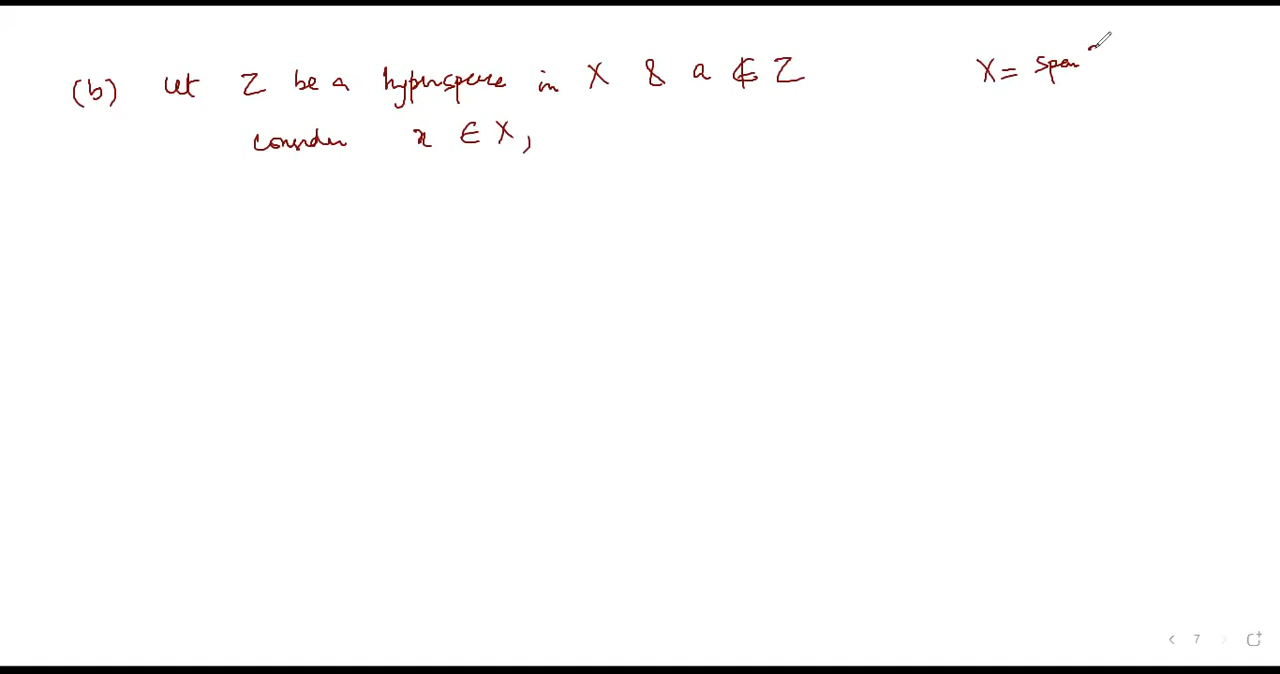 (b) Let Z be a hyperspace in X & a ∉ Z
X = span
Consider x ∈ X,
7